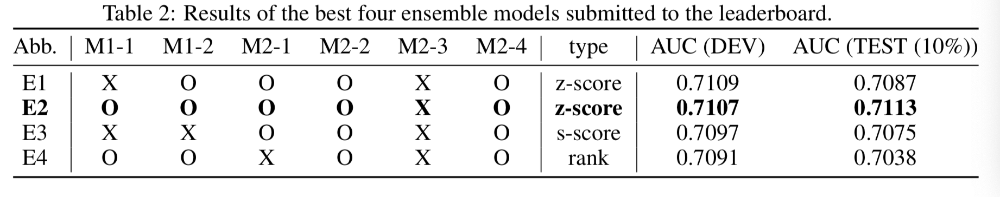 Table 2: Results of the best four ensemble models submitted to the leaderboard.
Abb. M1-1 M1-2 M2-1 M2-2 M2-3 M2-4 type AUC (DEV) AUC (TEST (10%))
E1 X O O O X O z-score 0.7109 0.7087
E2 O O O O X O z-score 0.7107 0.7113
E3 X X O O X O s-score 0.7097 0.7075
E4 O O X O X O rank 0.7091 0.7038